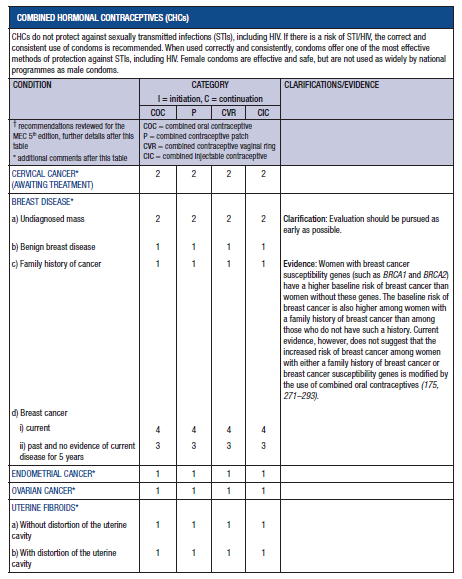 COMBINED HORMONAL CONTRACEPTIVES (CHCs)
CHCs do not protect against sexually transmitted infections (STIs), including HIV. If there is a risk of STI/HIV, the correct and
consistent use of condoms is recommended. When used correctly and consistently, condoms offer one of the most effective
methods of protection against STIs, including HIV. Female condoms are effective and safe, but are not used as widely by national
programmes as male condoms.
CONDITION CATEGORY CLARIFICATIONS/EVIDENCE
I = initiation, C = continuation
COC P CVR CIC
‡ recommendations reviewed for the
MEC 5th edition, further details after this
table
* additional comments after this table
COC = combined oral contraceptive
P = combined contraceptive patch
CVR = combined contraceptive vaginal ring
CIC = combined injectable contraceptive
CERVICAL CANCER* 2 2 2 2
(AWAITING TREATMENT)
BREAST DISEASE*
a) Undiagnosed mass 2 2 2 2 Clarification: Evaluation should be pursued as
early as possible.
b) Benign breast disease 1 1 1 1
c) Family history of cancer 1 1 1 1 Evidence: Women with breast cancer
susceptibility genes (such as BRCA1 and BRCA2)
have a higher baseline risk of breast cancer than
women without these genes. The baseline risk of
breast cancer is also higher among women with
a family history of breast cancer than among
those who do not have such a history. Current
evidence, however, does not suggest that the
increased risk of breast cancer among women
with either a family history of breast cancer or
breast cancer susceptibility genes is modified by
the use of combined oral contraceptives (175,
271–293).
d) Breast cancer
i) current 4 4 4 4
ii) past and no evidence of current 3 3 3 3
disease for 5 years
ENDOMETRIAL CANCER* 1 1 1 1
OVARIAN CANCER* 1 1 1 1
UTERINE FIBROIDS*
a) Without distortion of the uterine 1 1 1 1
cavity
b) With distortion of the uterine 1 1 1 1
cavity